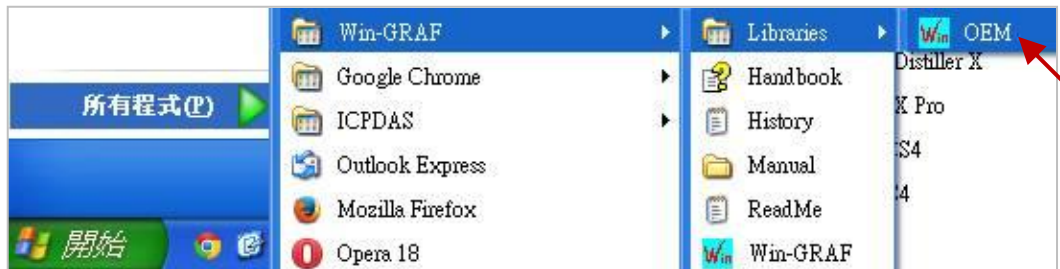 Win-GRAF
Google Chrome
ICPDAS
Outlook Express
Mozilla Firefox
Opera 18
所有程式(P)
開始
Libraries
Handbook
History
Manual
ReadMe
Win-GRAF
OEM
Distiller X
X Pro
S4
4